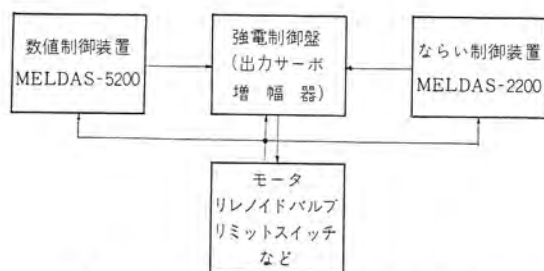 数値制御装置
MELDAS-5200
強電制御盤
(出力サーボ
増幅器)
ならい制御装置
MELDAS-2200
モータ
リレノイドバルブ
リミットスイッチ
など